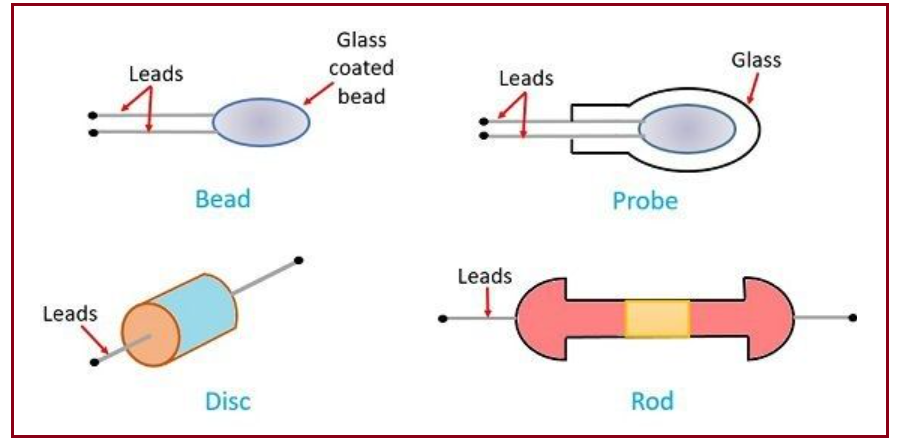 Leads
Glass
coated
bead
Bead
Leads
Glass
Probe
Leads
Disc
Leads
Rod